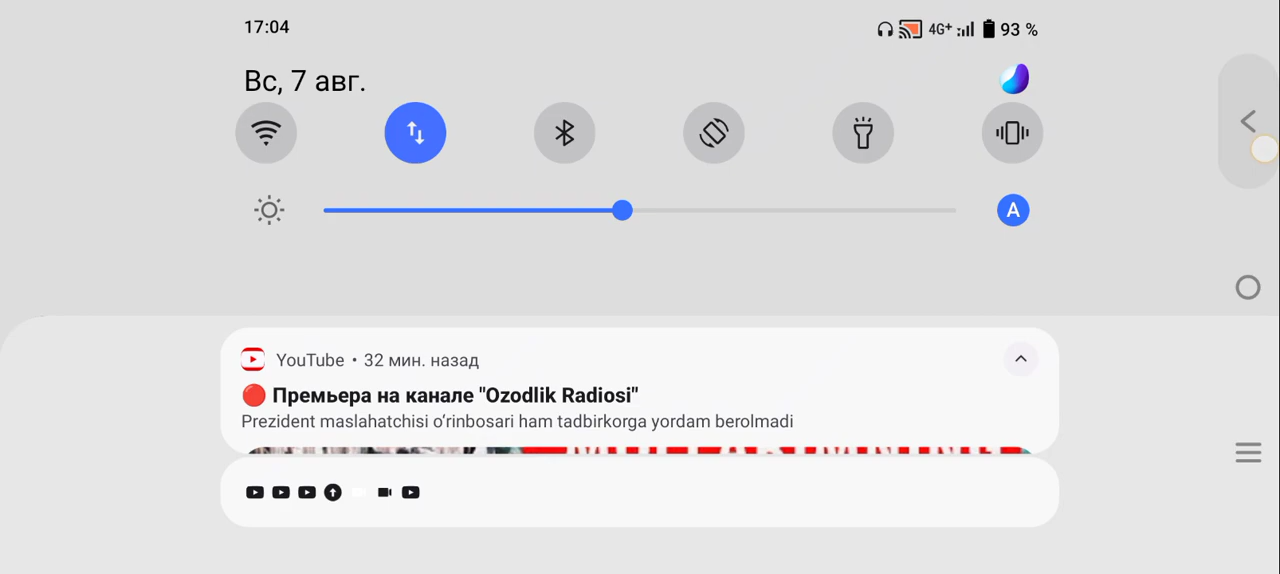 17:04
4G+ 93 %
Вс, 7 авг.
A
YouTube • 32 мин. назад
🔴 Премьера на канале "Ozodlik Radiosi"
Prezident maslahatchisi o‘rinbosari ham tadbirkorga yordam berolmadi